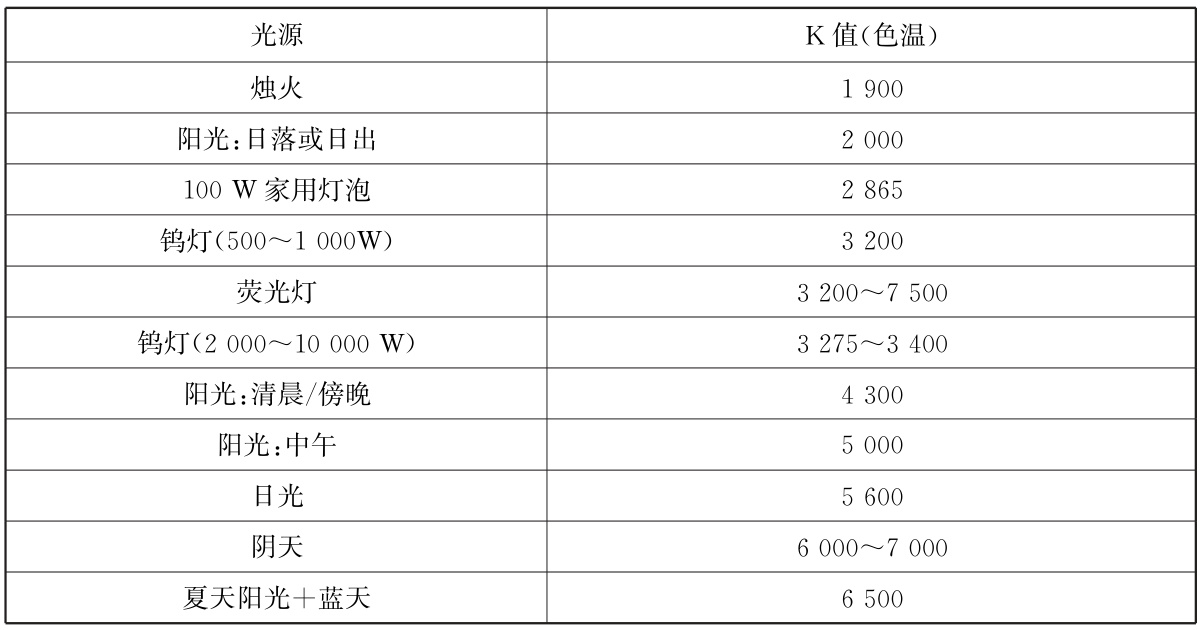 光源 K值(色温)
烛火 1 900
阳光:日落或日出 2 000
100 W家用灯泡 2 865
钨灯(500～1 000W) 3 200
荧光灯 3 200～7 500
钨灯(2 000～10 000 W) 3 275～3 400
阳光:清晨/傍晚 4 300
阳光:中午 5 000
日光 5 600
阴天 6 000～7 000
夏天阳光+蓝天 6 500